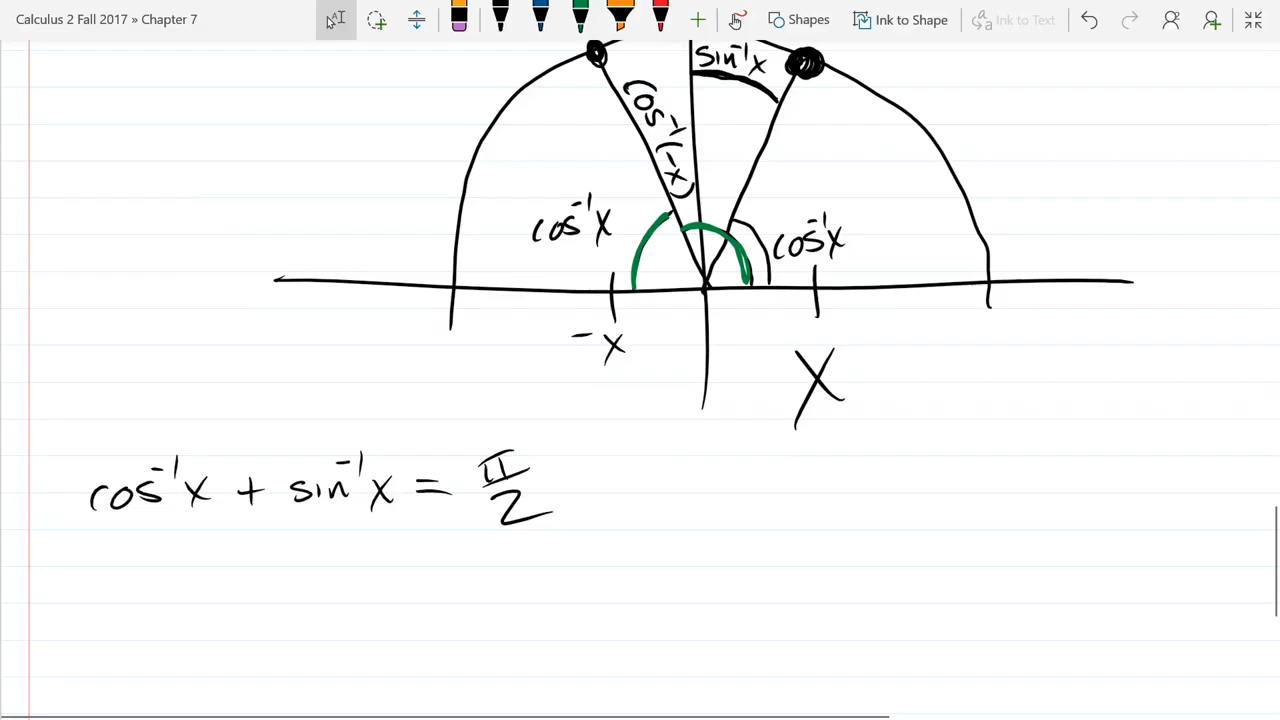 Calculus 2 Fall 2017 » Chapter 7
Shapes
Ink to Shape
Ink to Text
sin⁻¹x
cos⁻¹(-x)
cos⁻¹x
cos⁻¹x
-x
x
cos⁻¹x + sin⁻¹x = π/2